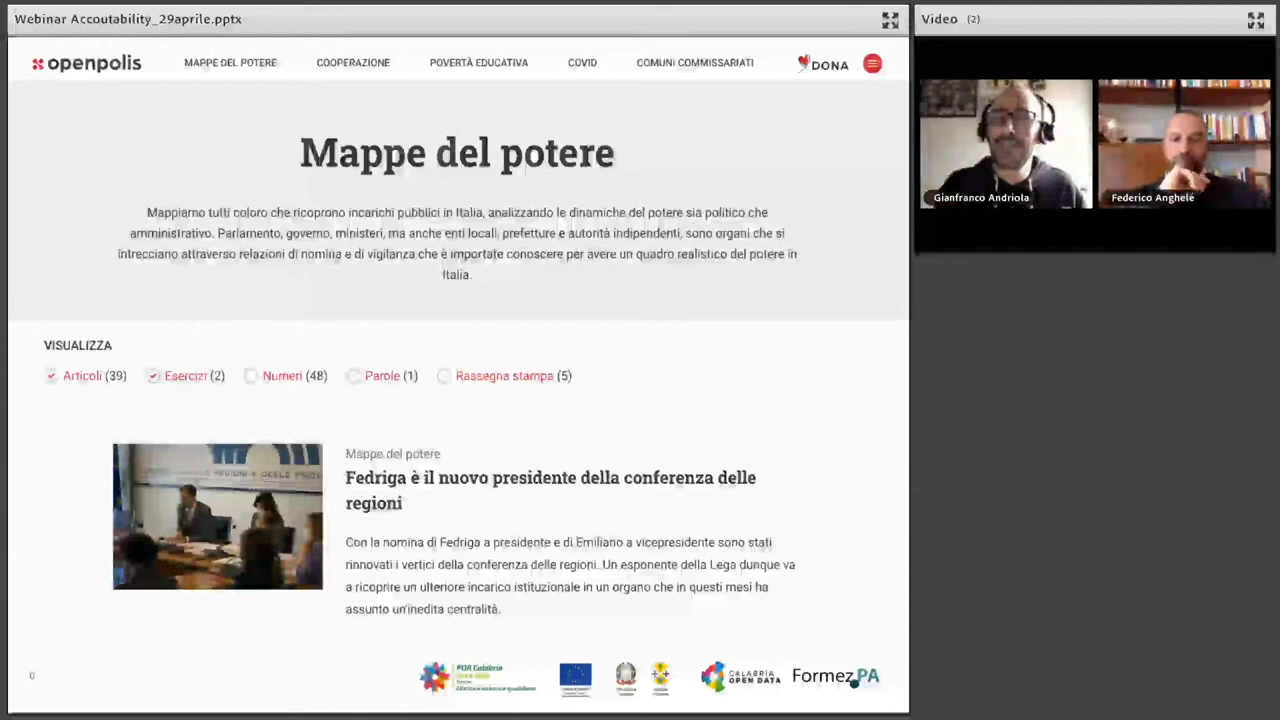 Webinar Accoutability_29aprile.pptx
Video (2)
openpolis
MAPPE DEL POTERE COOPERAZIONE POVERTÀ EDUCATIVA COVID COMUNI COMMISSARIATI DONA
Mappe del potere
Mappiamo tutti coloro che ricoprono incarichi pubblici in Italia, analizzando le dinamiche del potere sia politico che
amministrativo. Parlamento, governo, ministeri, ma anche enti locali, prefetture e autorità indipendenti, sono organi che si
intrecciano attraverso relazioni di nomina e di vigilanza che è importate conoscere per avere un quadro realistico del potere in
Italia.
Gianfranco Andriola
Federico Anghelé
VISUALIZZA
Articoli (39) Esercizi (2) Numeri (48) Parole (1) Rassegna stampa (5)
Mappe del potere
Fedriga è il nuovo presidente della conferenza delle
regioni
Con la nomina di Fedriga a presidente e di Emiliano a vicepresidente sono stati
rinnovati i vertici della conferenza delle regioni. Un esponente della Lega dunque va
a ricoprire un ulteriore incarico istituzionale in un organo che in questi mesi ha
assunto un'inedita centralità.
0
POR Calabria
CALABRIA
OPEN DATA
Formez PA